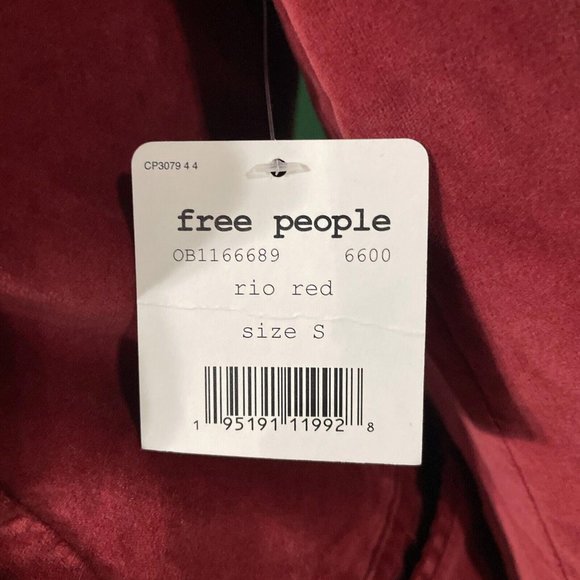 CP3079 4 4
free people
OB1166689 6600
rio red
size S
1 95191 11992 8